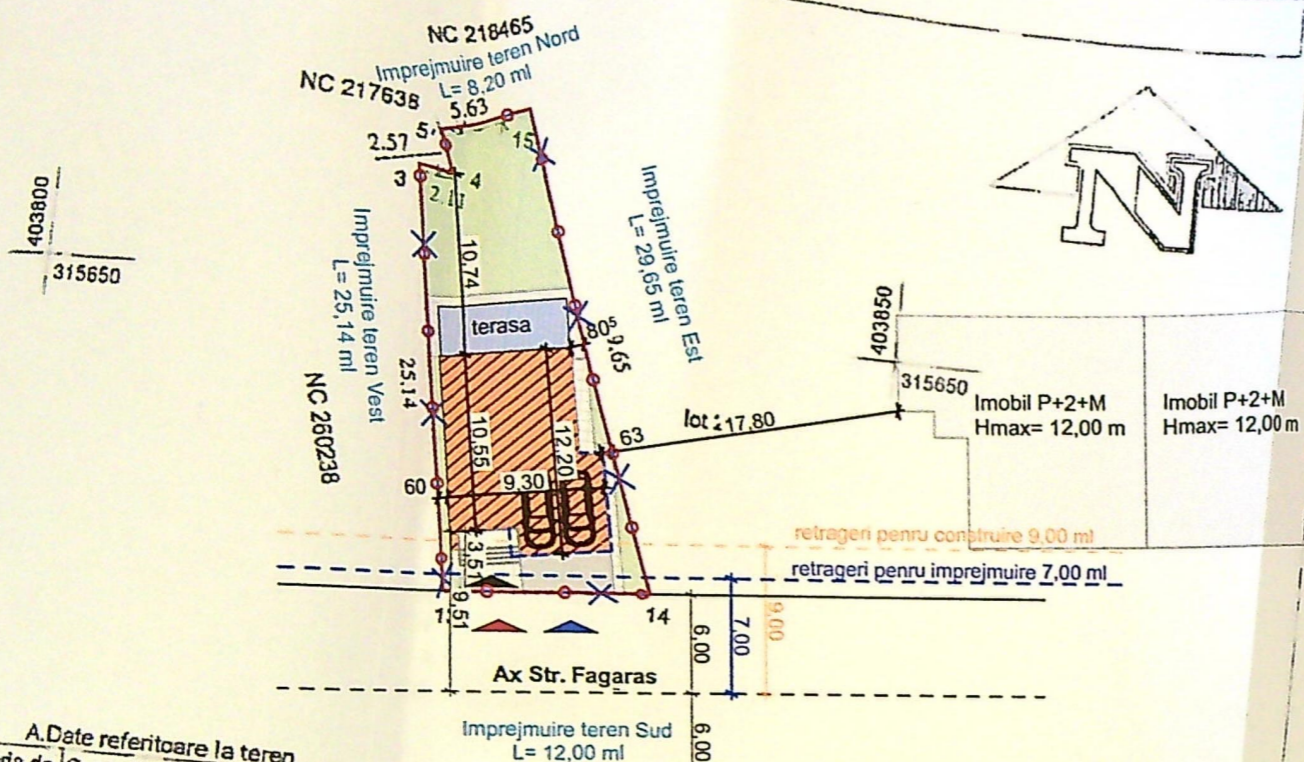 NC 218465
Imprejmuire teren Nord
L= 8,20 ml
NC 217638
5.63
5
15
2.57
3
4
2.11
N
403800
315650
Imprejmuire teren Vest
L= 25,14 ml
10,74
Imprejmuire teren Est
L= 29,65 ml
terasa
80⁵
9.65
25.14
NC 260238
403850
315650
Imobil P+2+M
Hmax= 12,00 m
Imobil P+2+M
Hmax= 12,00 m
lot
17,80
63
10,55
12,20
9,30
60
retrageri penru construire 9,00 ml
retrageri penru imprejmuire 7,00 ml
3,51
9,51
14
6,00
7,00
9,00
Ax Str. Fagaras
Imprejmuire teren Sud
L= 12,00 ml
6,00
A.Date referitoare la teren